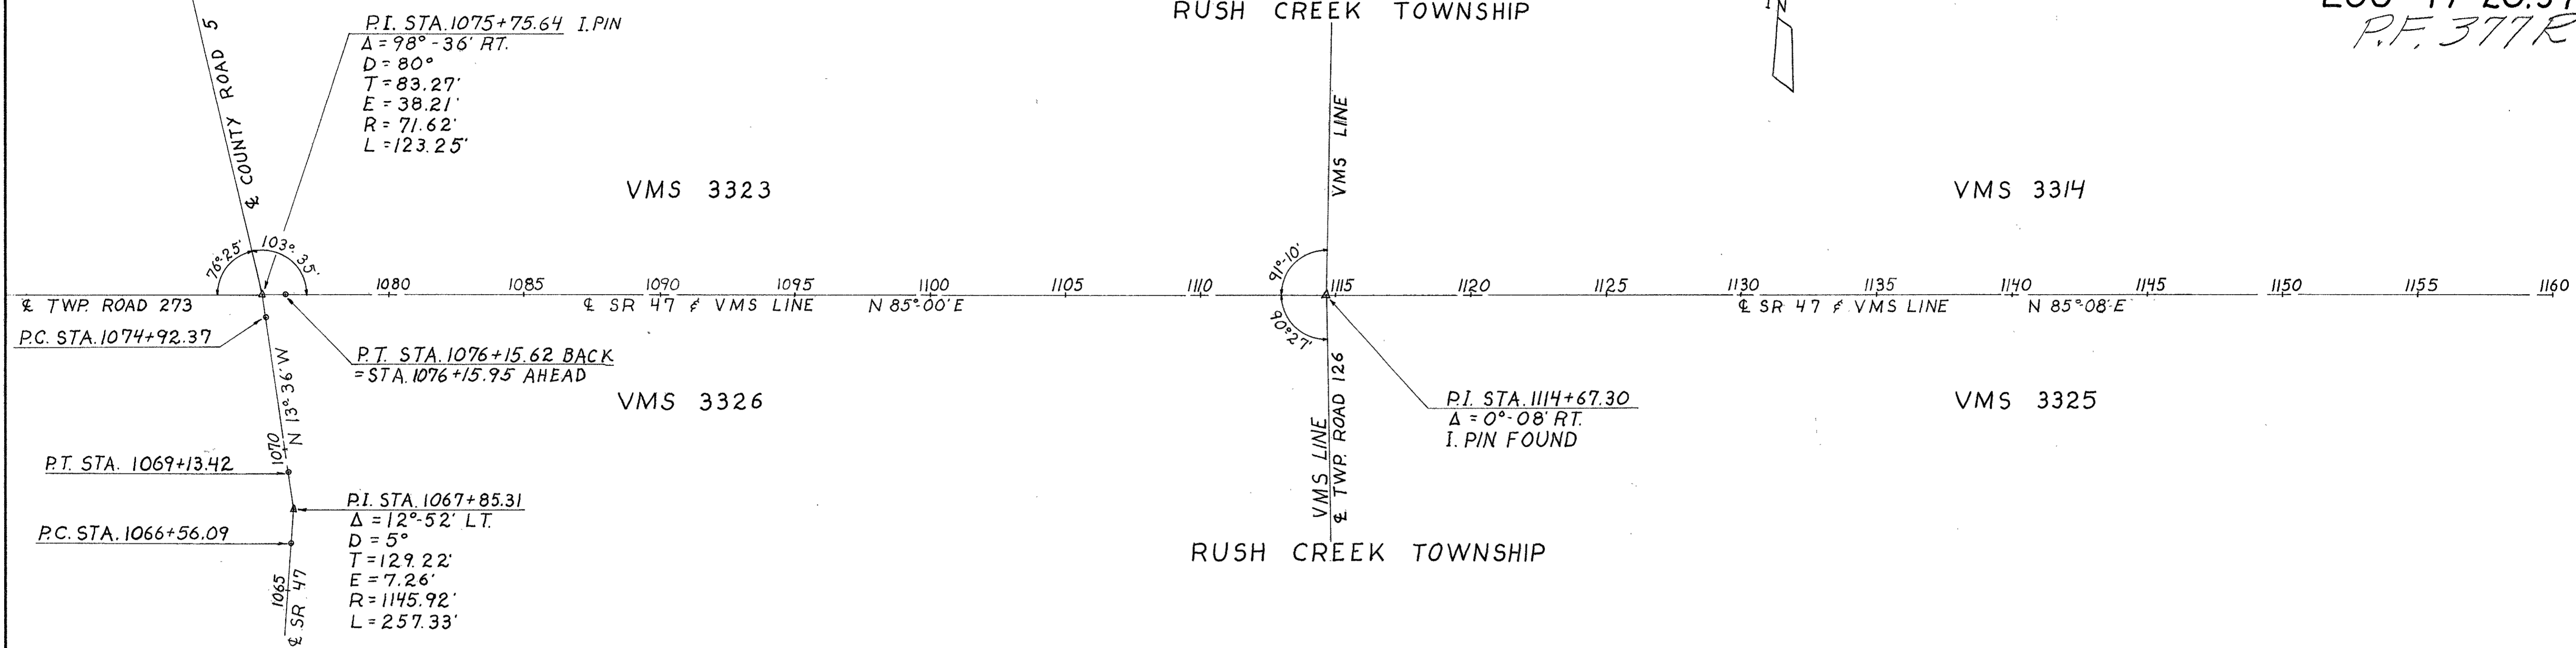 RUSH CREEK TOWNSHIP
P.F. 377R
℄ COUNTY ROAD 5
P.I. STA. 1075+75.64 I. PIN
Δ = 98°-36' RT.
D = 80°
T = 83.27'
E = 38.21'
R = 71.62'
L = 123.25'
VMS LINE
VMS 3323
VMS 3314
76°-25'
103°-35'
91°-10'
1080 1085 1090 1095 1100 1105 1110 1115 1120 1125 1130 1135 1140 1145 1150 1155 1160
℄ TWP. ROAD 273
℄ SR 47 & VMS LINE N 85°-00' E
℄ SR 47 & VMS LINE N 85°-08' E
90°-27'
P.C. STA. 1074+92.37
P.T. STA. 1076+15.62 BACK
= STA. 1076+15.95 AHEAD
N 13° 36' W
VMS 3326
P.I. STA. 1114+67.30
Δ = 0°-08' RT.
I. PIN FOUND
VMS 3325
VMS LINE
℄ TWP. ROAD 126
1070
P.T. STA. 1069+13.42
P.I. STA. 1067+85.31
Δ = 12°-52' LT.
D = 5°
T = 129.22'
E = 7.26'
R = 1145.92'
L = 257.33'
P.C. STA. 1066+56.09
1065
℄ SR 47
RUSH CREEK TOWNSHIP